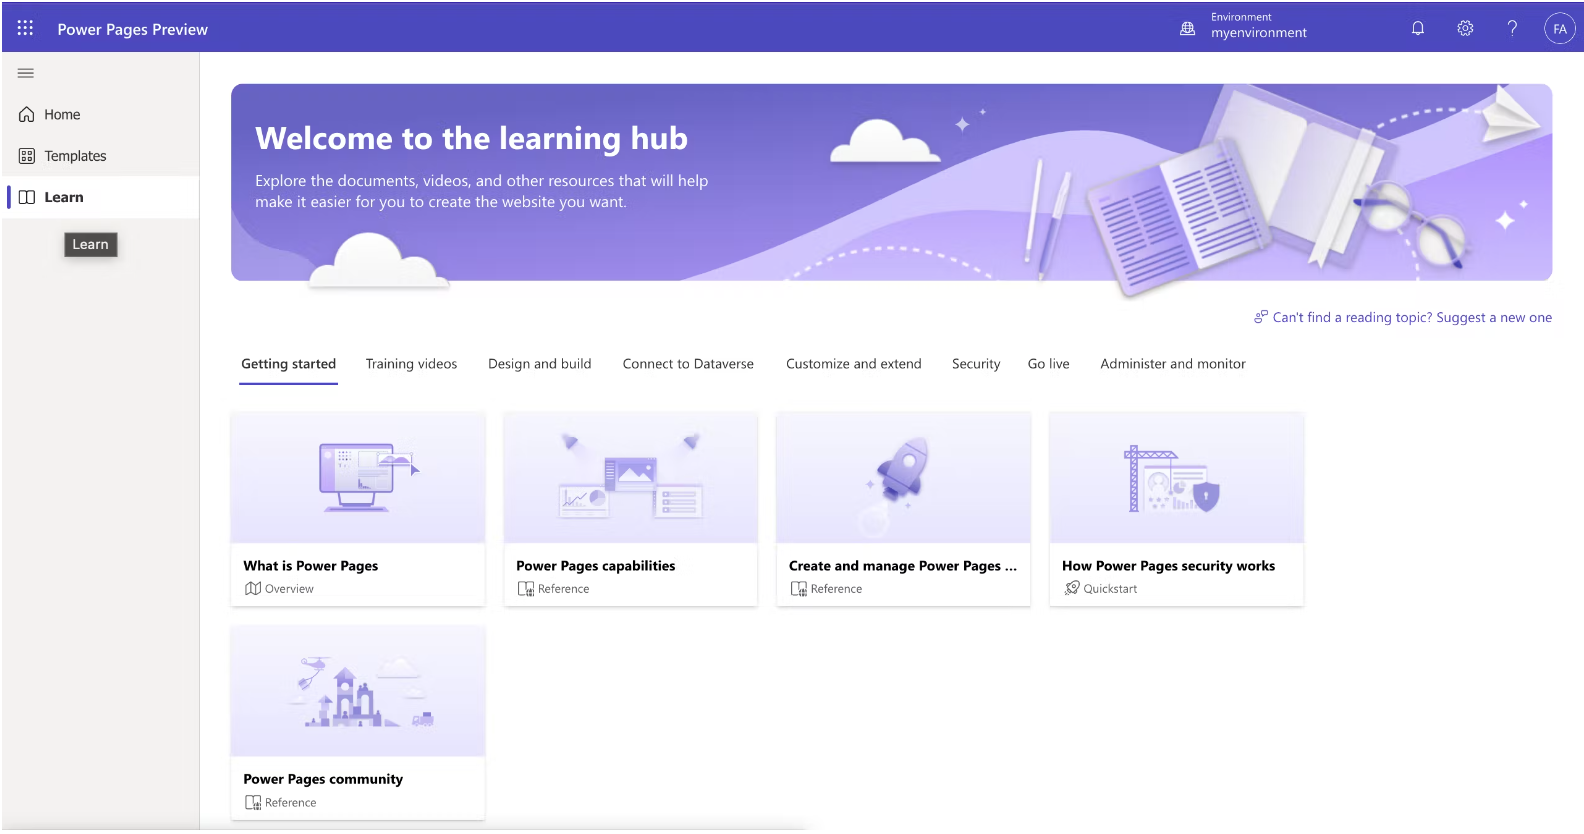 Power Pages Preview
Environment
myenvironment
?
FA
Home
Templates
Learn
Learn
Welcome to the learning hub
Explore the documents, videos, and other resources that will help
make it easier for you to create the website you want.
Can't find a reading topic? Suggest a new one
Getting started
Training videos
Design and build
Connect to Dataverse
Customize and extend
Security
Go live
Administer and monitor
What is Power Pages
Overview
Power Pages capabilities
Reference
Create and manage Power Pages ...
Reference
How Power Pages security works
Quickstart
Power Pages community
Reference